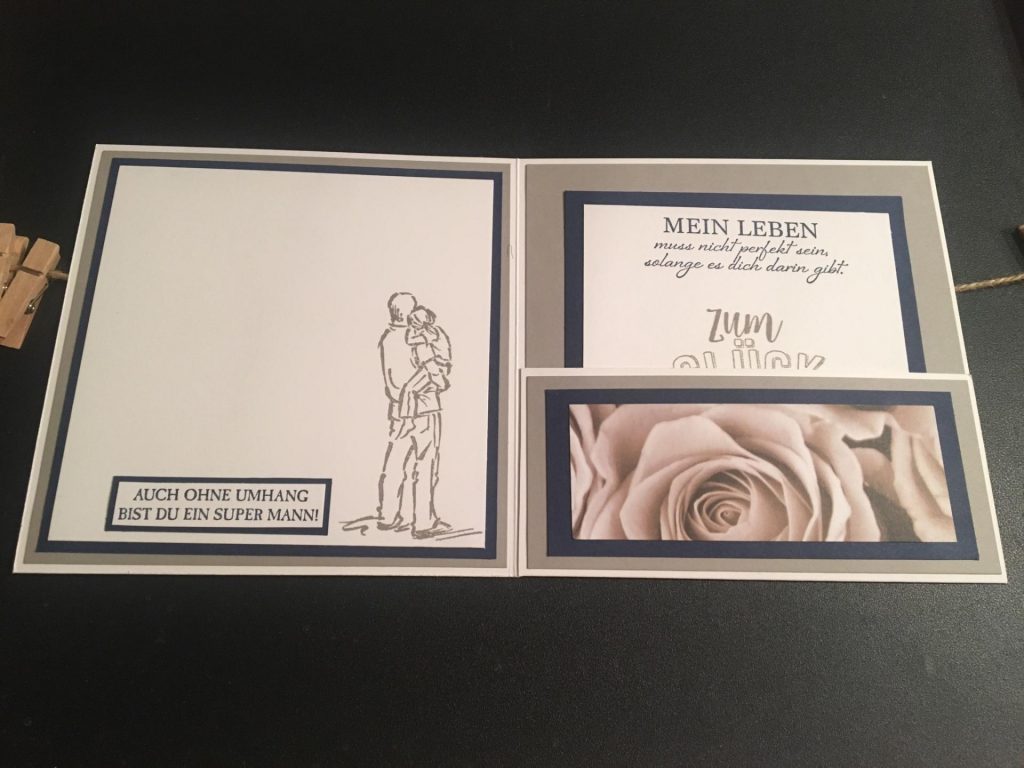 AUCH OHNE UMHANG
BIST DU EIN SUPER MANN!
MEIN LEBEN
muss nicht perfekt sein,
solange es dich darin gibt.
zum
GLÜCK